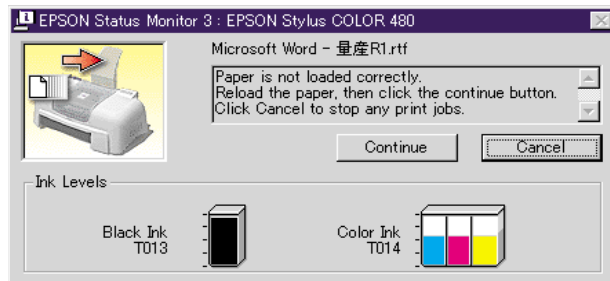 EPSON Status Monitor 3 : EPSON Stylus COLOR 480
Microsoft Word - 量産R1.rtf
Paper is not loaded correctly.
Reload the paper, then click the continue button.
Click Cancel to stop any print jobs.
Continue
Cancel
Ink Levels
Black Ink
T013
Color Ink
T014